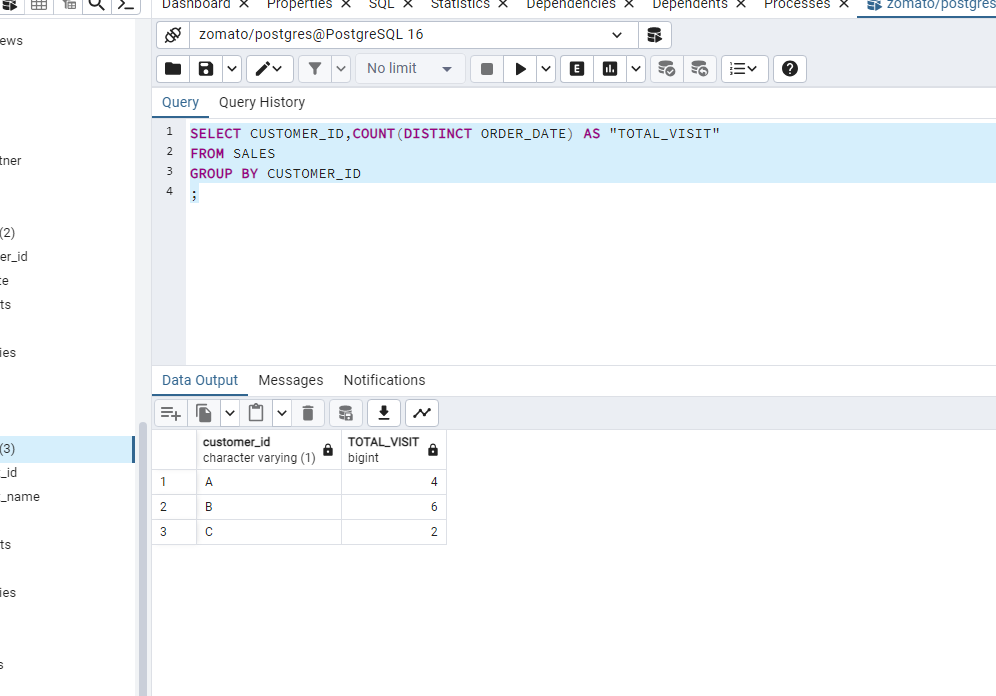 Dashboard Properties SQL Statistics Dependencies Dependents Processes zomato/postgres
zomato/postgres@PostgreSQL 16
No limit
E
Query Query History
1 SELECT CUSTOMER_ID,COUNT(DISTINCT ORDER_DATE) AS "TOTAL_VISIT"
2 FROM SALES
3 GROUP BY CUSTOMER_ID
4 ;
Data Output Messages Notifications
customer_id TOTAL_VISIT
character varying (1) bigint
1 A 4
2 B 6
3 C 2
ews
tner
(2)
er_id
te
ts
ies
(3)
_id
_name
ts
ies
s